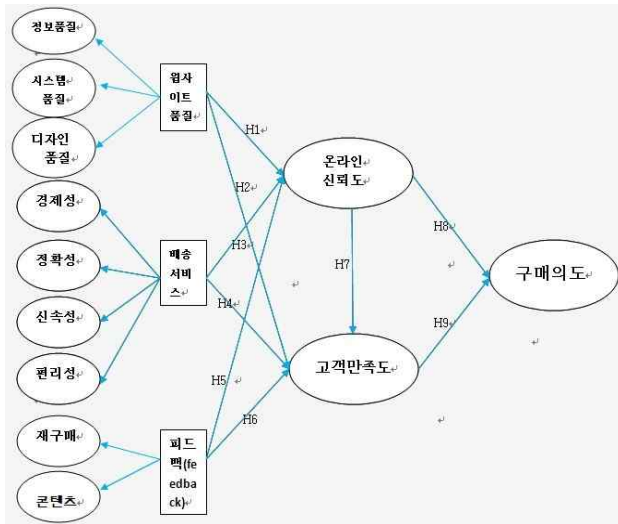 정보품질
시스템
품질
디자인
품질
웹사
이트
품질
경제성
정확성
신속성
편리성
배송
서비
스
재구매
콘텐츠
피드
백(fe
edba
ck)
H1
H2
H3
H4
H5
H6
온라인
신뢰도
H7
고객만족도
H8
H9
구매의도